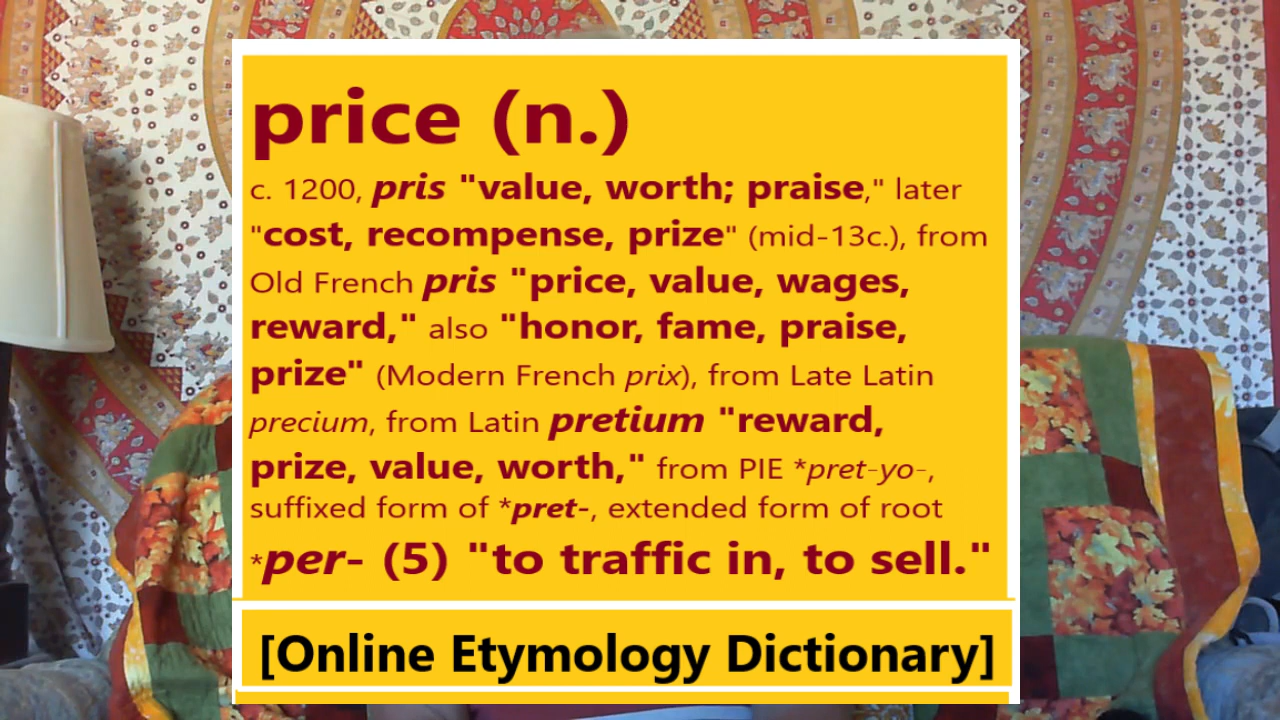 price (n.)
c. 1200, pris "value, worth; praise," later
"cost, recompense, prize" (mid-13c.), from
Old French pris "price, value, wages,
reward," also "honor, fame, praise,
prize" (Modern French prix), from Late Latin
precium, from Latin pretium "reward,
prize, value, worth," from PIE *pret-yo-,
suffixed form of *pret-, extended form of root
*per- (5) "to traffic in, to sell."
[Online Etymology Dictionary]